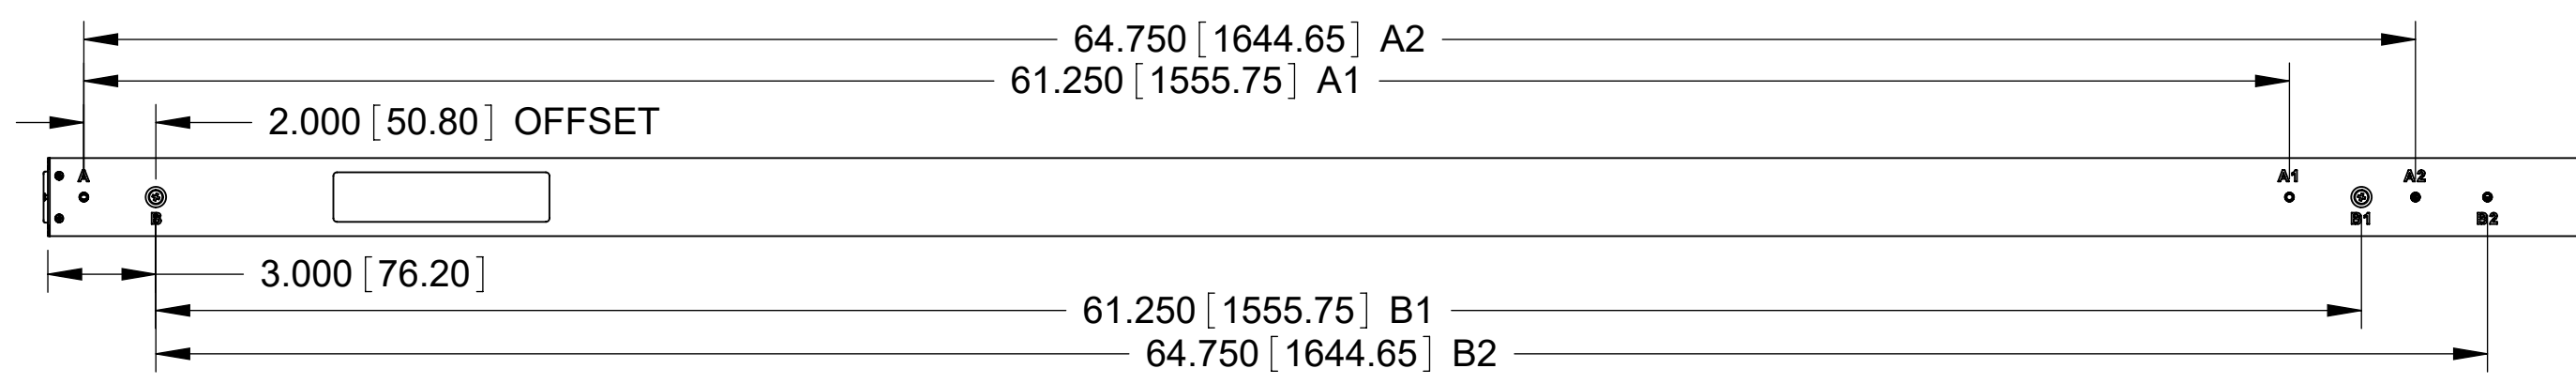 64.750 [1644.65] A2
61.250 [1555.75] A1
2.000 [50.80] OFFSET
A A1 A2
B B1 B2
3.000 [76.20]
61.250 [1555.75] B1
64.750 [1644.65] B2